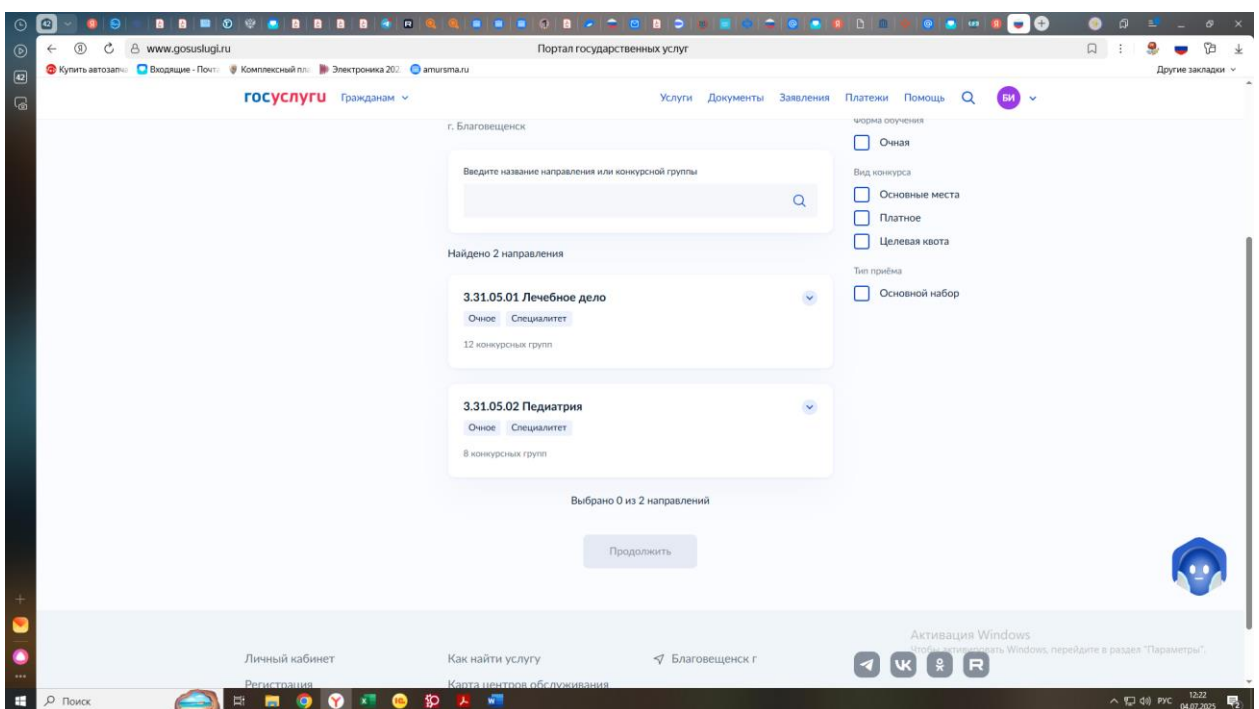 www.gosuslugi.ru
Портал государственных услуг
42
Купить автозапча
Входящие - Почта
Комплексный пла
Электроника 202
amursma.ru
Другие закладки
госуслуги
Гражданам
Услуги
Документы
Заявления
Платежи
Помощь
БИ
г. Благовещенск
Форма обучения
Очная
Введите название направления или конкурсной группы
Вид конкурса
Основные места
Платное
Целевая квота
Найдено 2 направления
Тип приёма
Основной набор
3.31.05.01 Лечебное дело
Очное
Специалитет
12 конкурсных групп
3.31.05.02 Педиатрия
Очное
Специалитет
8 конкурсных групп
Выбрано 0 из 2 направлений
Продолжить
Активация Windows
Чтобы активировать Windows, перейдите в раздел "Параметры".
Личный кабинет
Как найти услугу
Благовещенск г
Регистрация
Карта центров обслуживания
Поиск
РУС
12:22
04.07.2025